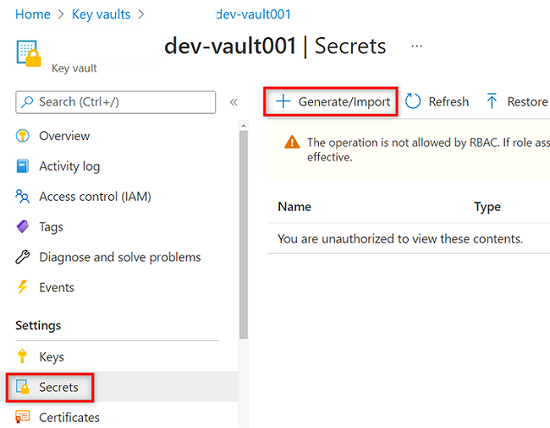 Home > Key vaults > dev-vault001
dev-vault001 | Secrets ...
Key vault
Search (Ctrl+/) «
Generate/Import Refresh Restore
Overview
Activity log
Access control (IAM)
Tags
Diagnose and solve problems
Events
Settings
Keys
Secrets
Certificates
The operation is not allowed by RBAC. If role ass
effective.
Name Type
You are unauthorized to view these contents.